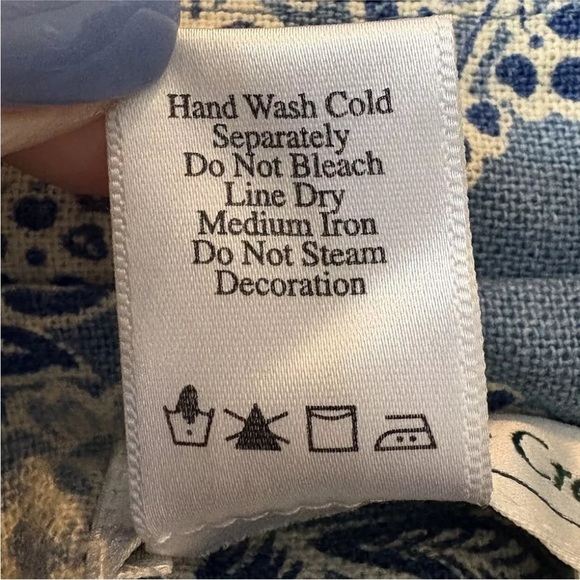 Hand Wash Cold
Separately
Do Not Bleach
Line Dry
Medium Iron
Do Not Steam
Decoration